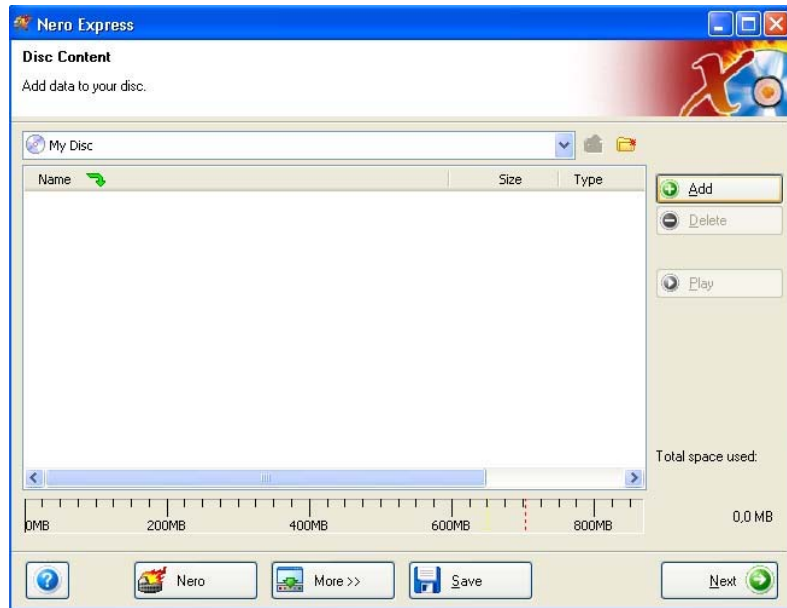 Nero Express
Disc Content
Add data to your disc.
My Disc
Name Size Type
Add
Delete
Play
Total space used:
0MB 200MB 400MB 600MB 800MB
0,0 MB
Nero More >> Save Next